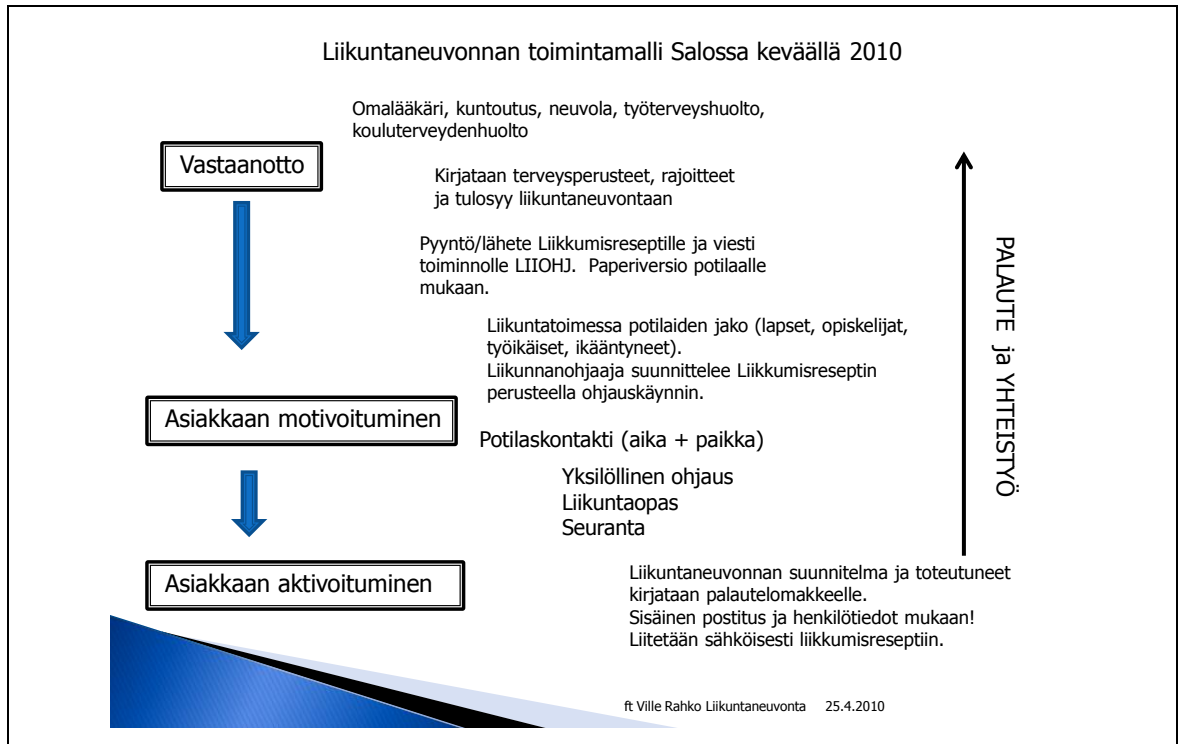 Liikuntaneuvonnan toimintamalli Salossa keväällä 2010
Omalääkäri, kuntoutus, neuvola, työterveyshuolto,
kouluterveydenhuolto
Vastaanotto
Kirjataan terveysperusteet, rajoitteet
ja tulosyy liikuntaneuvontaan
Pyyntö/lähete Liikkumisreseptille ja viesti
toiminnolle LIIOHJ. Paperiversio potilaalle
mukaan.
Liikuntatoimessa potilaiden jako (lapset, opiskelijat,
työikäiset, ikääntyneet).
Liikunnanohjaaja suunnittelee Liikkumisreseptin
perusteella ohjauskäynnin.
Asiakkaan motivoituminen
Potilaskontakti (aika + paikka)
Yksilöllinen ohjaus
Liikuntaopas
Seuranta
Asiakkaan aktivoituminen
Liikuntaneuvonnan suunnitelma ja toteutuneet
kirjataan palautelomakkeelle.
Sisäinen postitus ja henkilötiedot mukaan!
Liitetään sähköisesti liikkumisreseptiin.
PALAUTE ja YHTEISTYÖ
ft Ville Rahko Liikuntaneuvonta 25.4.2010